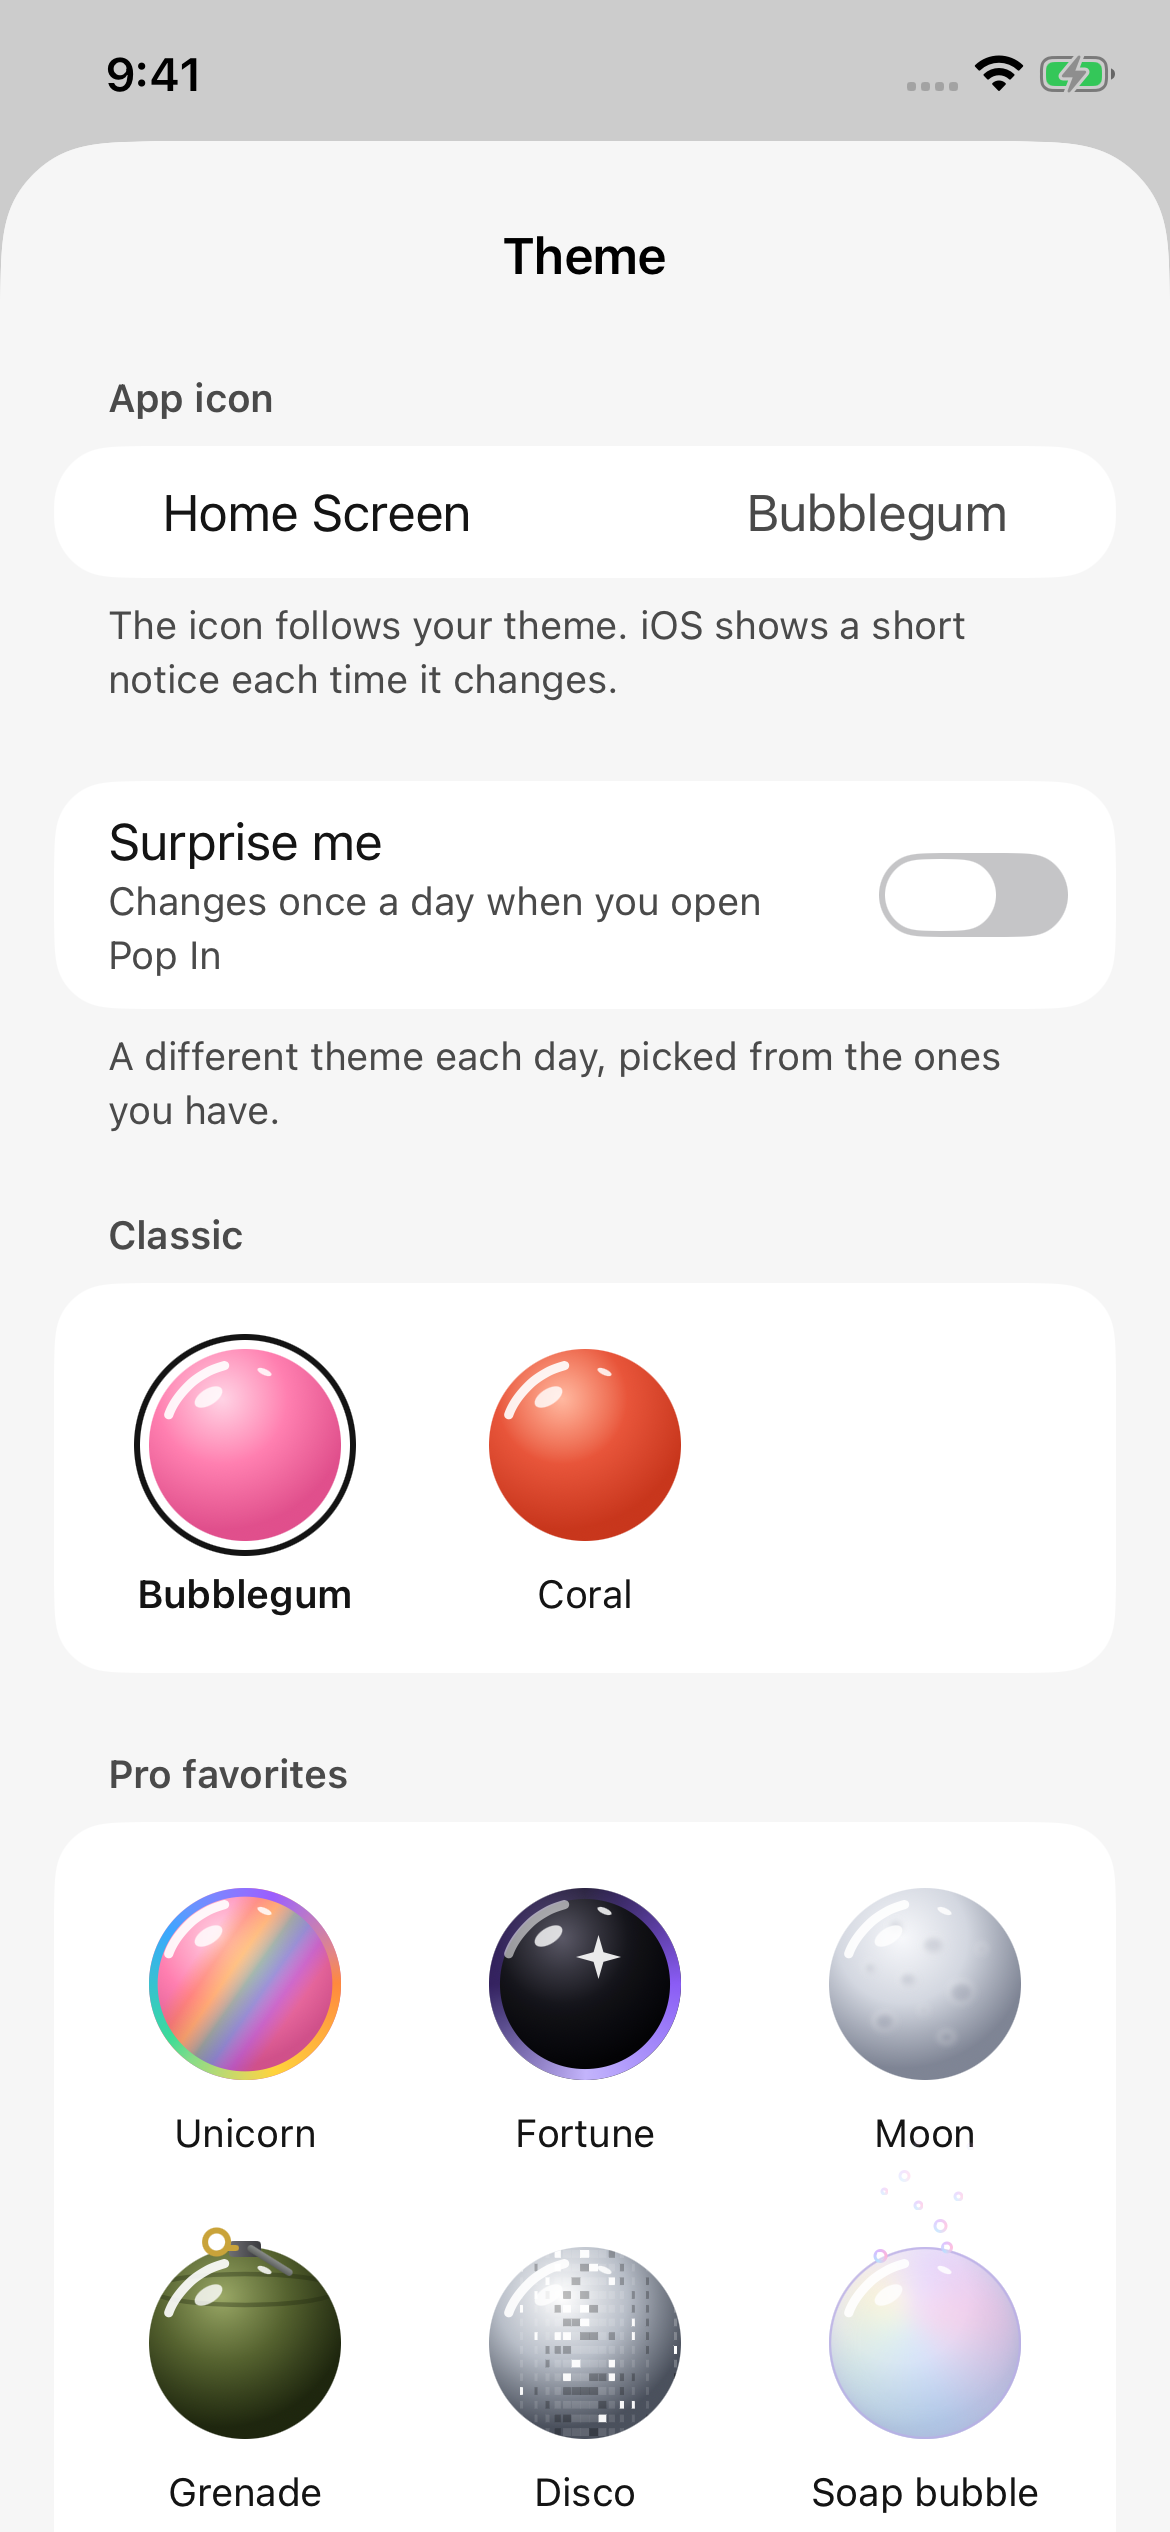 9:41
Theme
App icon
Home Screen Bubblegum
The icon follows your theme. iOS shows a short
notice each time it changes.
Surprise me
Changes once a day when you open
Pop In
A different theme each day, picked from the ones
you have.
Classic
Bubblegum Coral
Pro favorites
Unicorn Fortune Moon
Grenade Disco Soap bubble